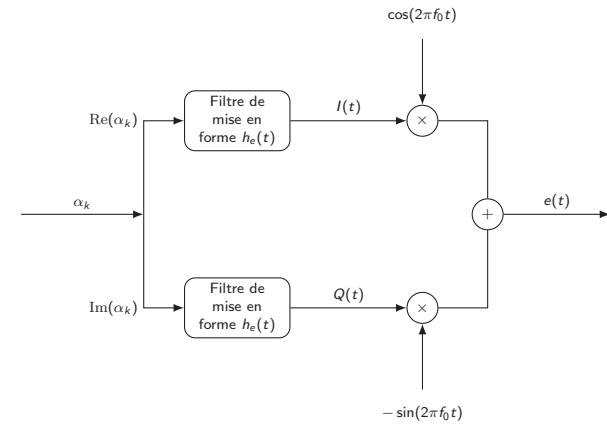 cos(2πf₀t)
Re(αₖ)
Filtre de
mise en
forme hₑ(t)
I(t)
×
αₖ
+
e(t)
Im(αₖ)
Filtre de
mise en
forme hₑ(t)
Q(t)
×
− sin(2πf₀t)